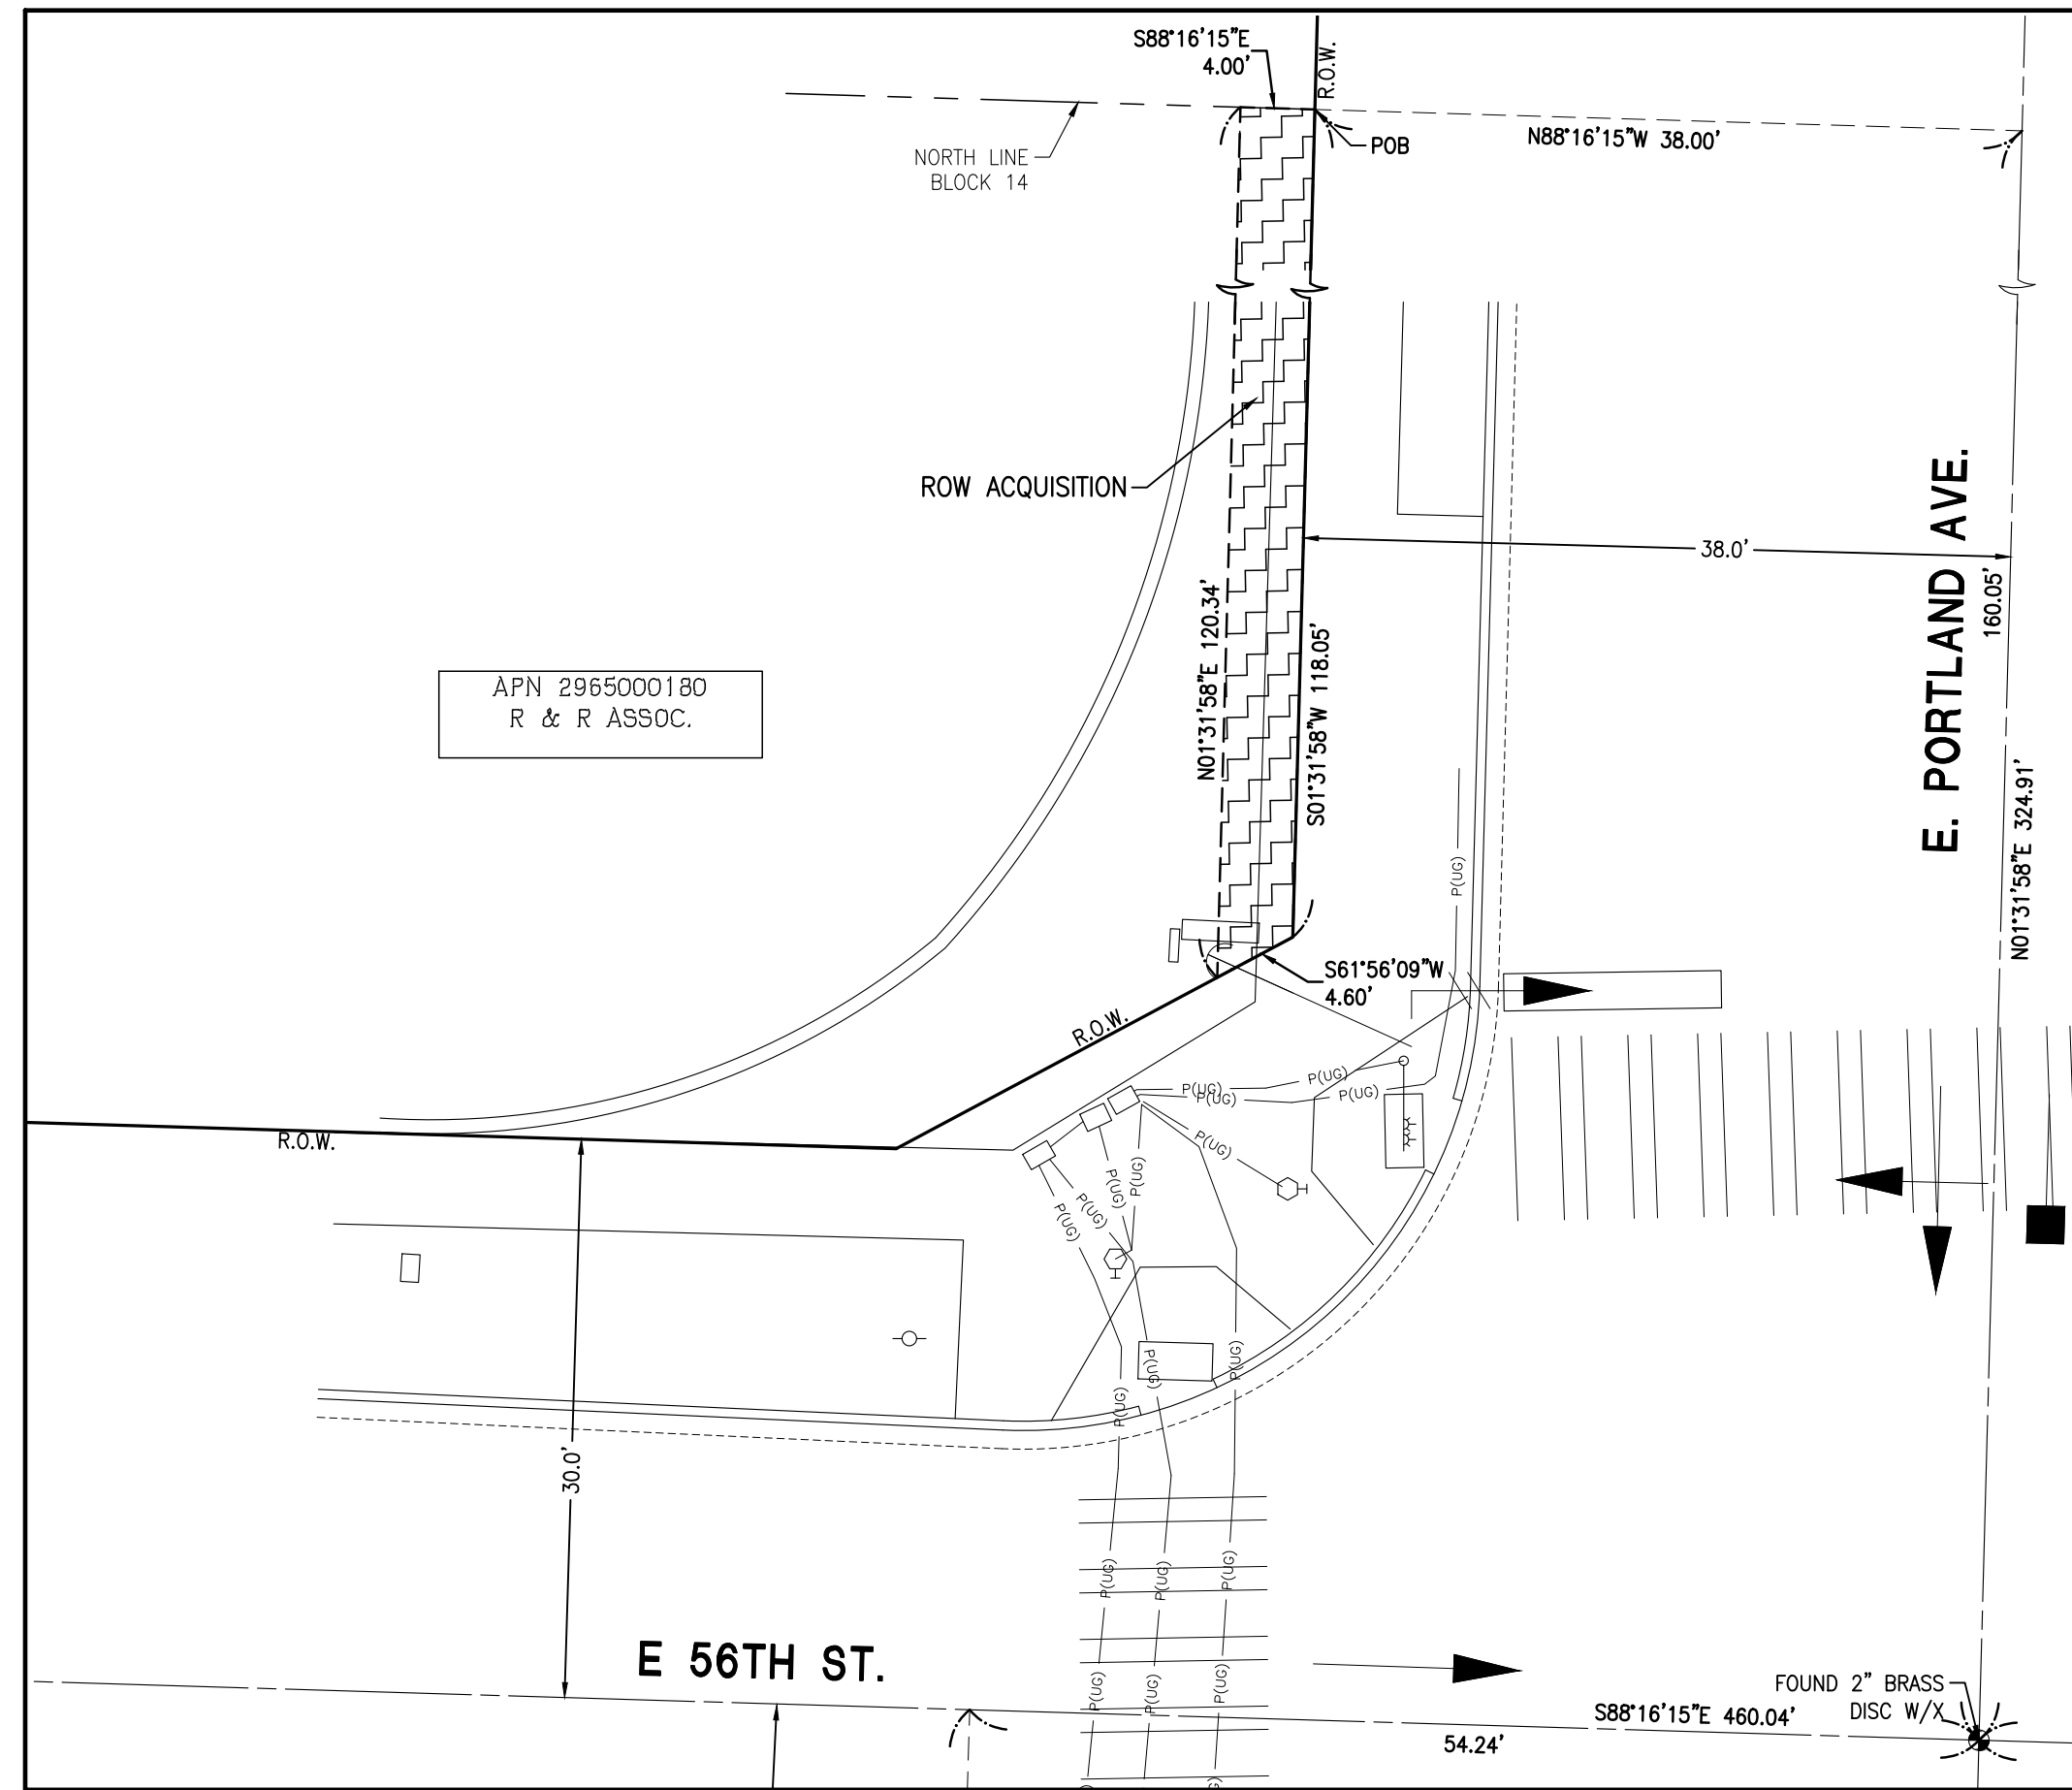 S88°16'15"E
4.00'
R.O.W.
POB
N88°16'15"W 38.00'
NORTH LINE
BLOCK 14
ROW ACQUISITION
38.0'
E. PORTLAND AVE.
160.05'
N01°31'58"E 120.34'
S01°31'58"W 118.05'
N01°31'58"E 324.91'
APN 2965000180
R & R ASSOC.
P(UG)
S61°56'09"W
4.60'
R.O.W.
R.O.W.
P(UG)
P(UG)
P(UG)
P(UG)
P(UG)
P(UG)
P(UG)
P(UG)
P(UG)
P(UG)
P(UG)
P(UG)
30.0'
P(UG)
P(UG)
P(UG)
E 56TH ST.
P(UG)
P(UG)
P(UG)
FOUND 2" BRASS
DISC W/X
S88°16'15"E 460.04'
54.24'